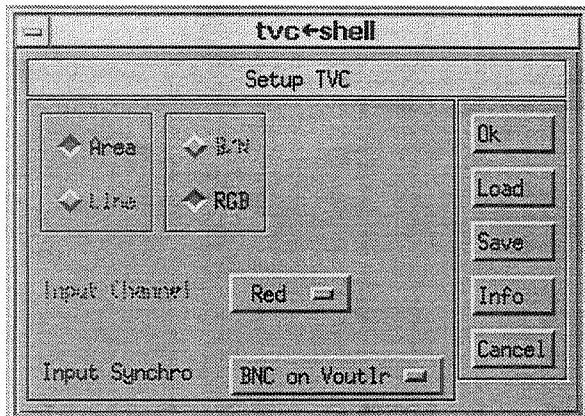 tvc←shell
Setup TVC
Area
B/N
Line
RGB
Input Channel
Red
Input Synchro
BNC on Voutlr
Ok
Load
Save
Info
Cancel